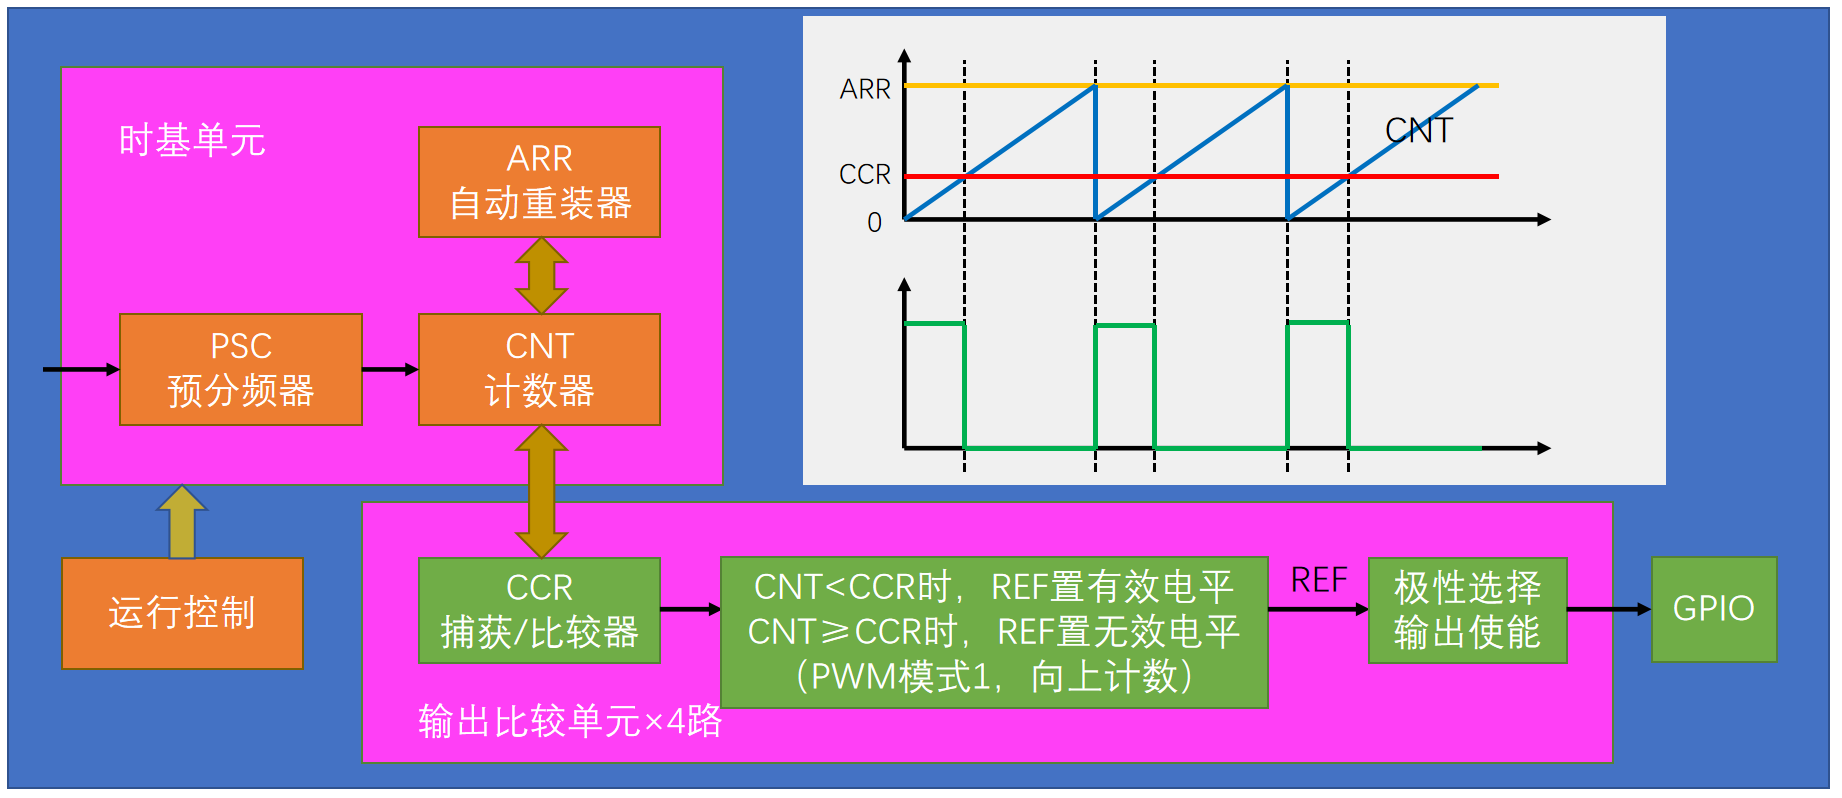 时基单元
ARR
自动重装器
PSC
预分频器
CNT
计数器
运行控制
ARR
CCR
0
CNT
CCR
捕获/比较器
CNT<CCR时，REF置有效电平
CNT≥CCR时，REF置无效电平
（PWM模式1，向上计数）
REF
极性选择
输出使能
GPIO
输出比较单元×4路